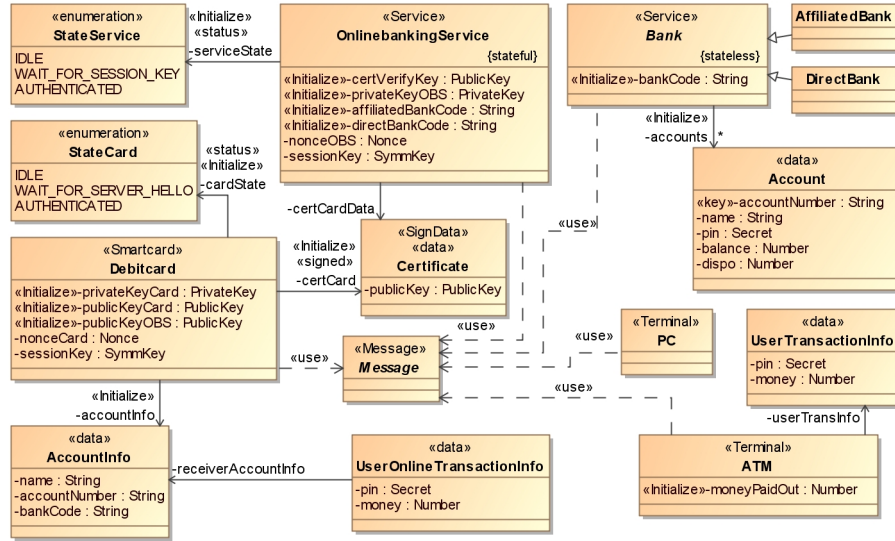 «enumeration»
StateService
IDLE
WAIT_FOR_SESSION_KEY
AUTHENTICATED
«Initialize»
«status»
-serviceState
«Service»
OnlinebankingService
{stateful}
«Initialize»-certVerifyKey : PublicKey
«Initialize»-privateKeyOBS : PrivateKey
«Initialize»-affiliatedBankCode : String
«Initialize»-directBankCode : String
-nonceOBS : Nonce
-sessionKey : SymmKey
«Service»
Bank
{stateless}
«Initialize»-bankCode : String
AffiliatedBank
DirectBank
«Initialize»
-accounts
*
«data»
Account
«key»-accountNumber : String
-name : String
-pin : Secret
-balance : Number
-dispo : Number
«enumeration»
StateCard
IDLE
WAIT_FOR_SERVER_HELLO
AUTHENTICATED
«status»
«Initialize»
-cardState
-certCardData
«use»
«SignData»
«data»
Certificate
-publicKey : PublicKey
«Smartcard»
Debitcard
«Initialize»-privateKeyCard : PrivateKey
«Initialize»-publicKeyCard : PublicKey
«Initialize»-publicKeyOBS : PublicKey
-nonceCard : Nonce
-sessionKey : SymmKey
«Initialize»
«signed»
-certCard
«use»
«Message»
Message
«use»
«use»
«use»
«Terminal»
PC
«data»
UserTransactionInfo
-pin : Secret
-money : Number
-userTransInfo
«Initialize»
-accountInfo
«data»
AccountInfo
-name : String
-accountNumber : String
-bankCode : String
-receiverAccountInfo
«data»
UserOnlineTransactionInfo
-pin : Secret
-money : Number
«Terminal»
ATM
«Initialize»-moneyPaidOut : Number